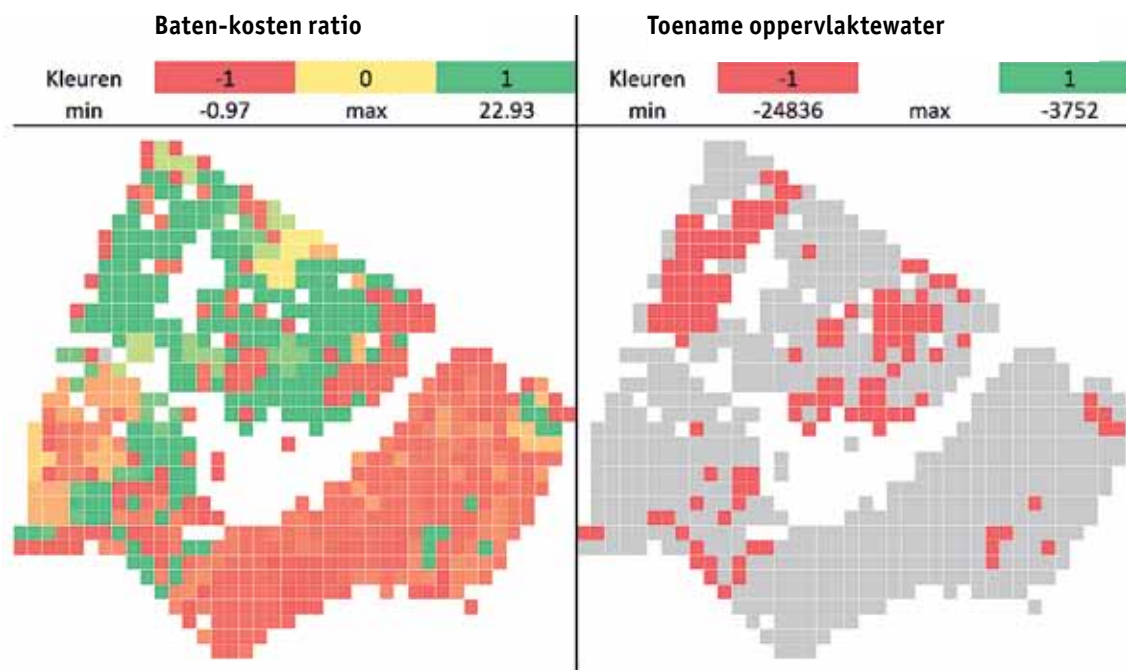 Baten-kosten ratio
Kleuren -1 0 1
min -0.97 max 22.93
Toename oppervlaktewater
Kleuren -1 1
min -24836 max -3752